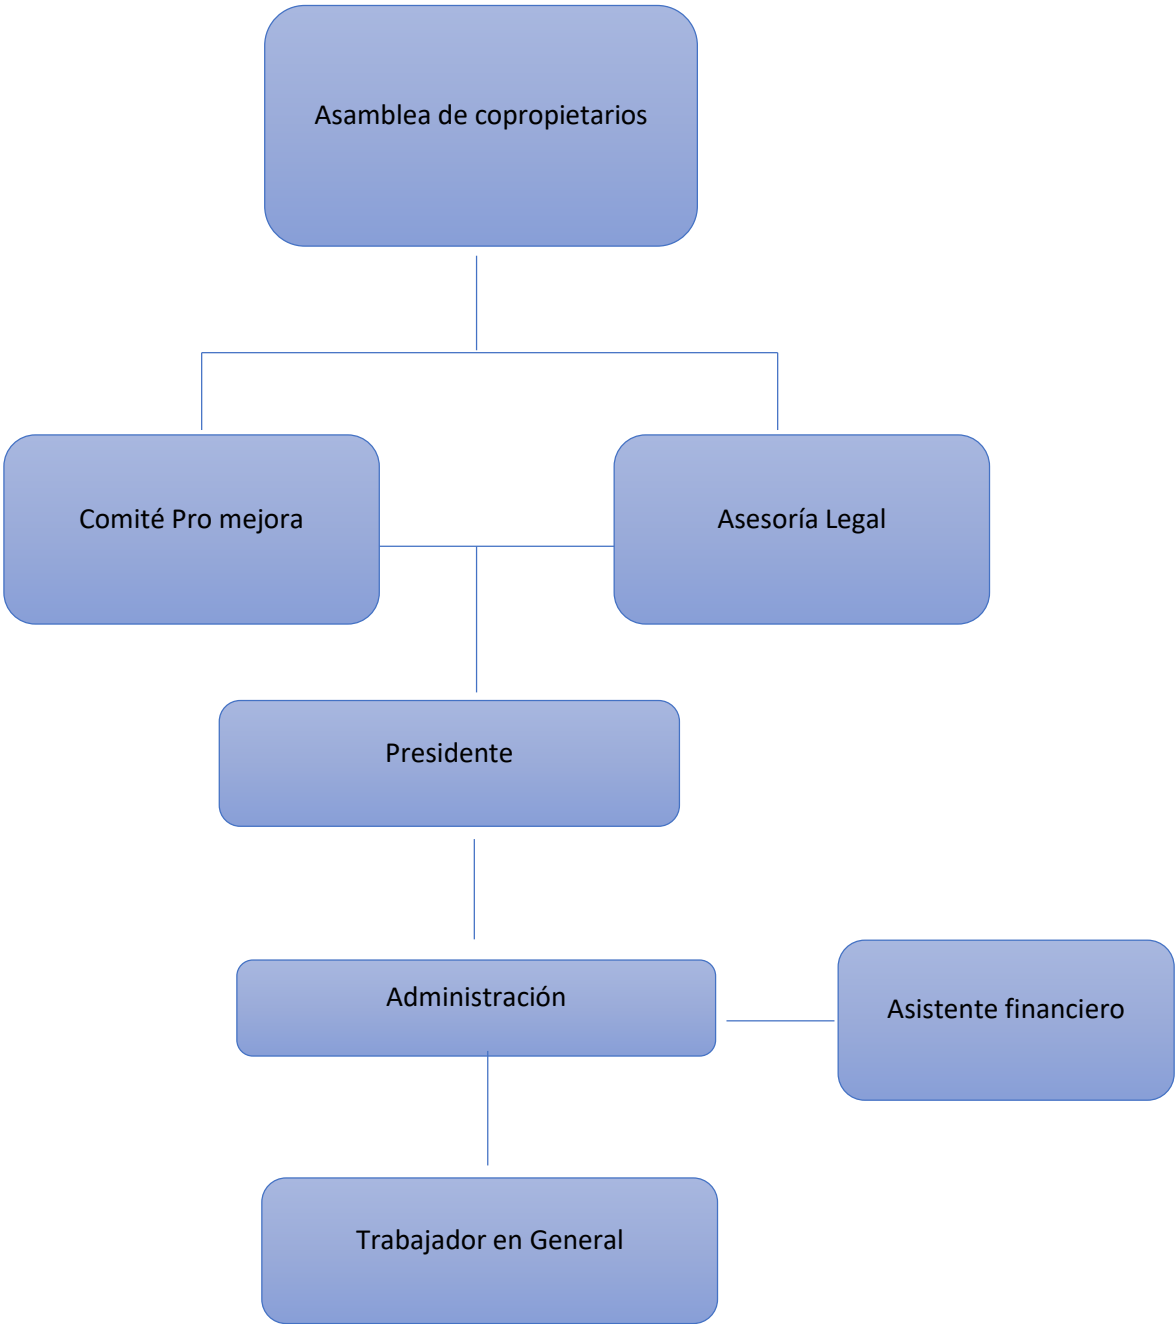 Asamblea de copropietarios
Comité Pro mejora
Asesoría Legal
Presidente
Administración
Asistente financiero
Trabajador en General